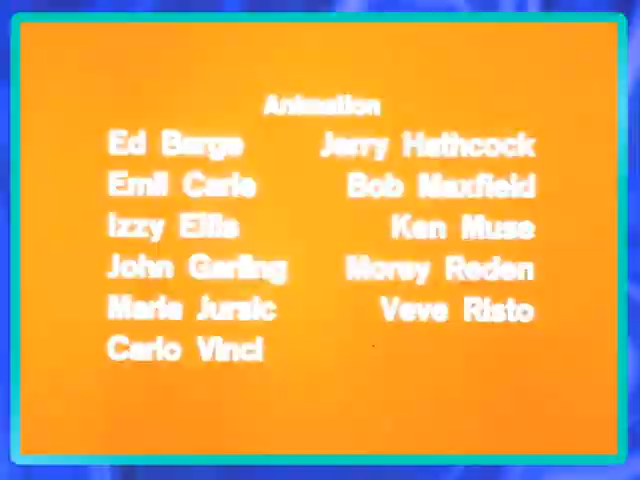 Animation
Ed Barge Jerry Hathcock
Emil Carle Bob Maxfield
Izzy Ellis Ken Muse
John Garling Morey Reden
Maria Jursic Veve Risto
Carlo Vinci